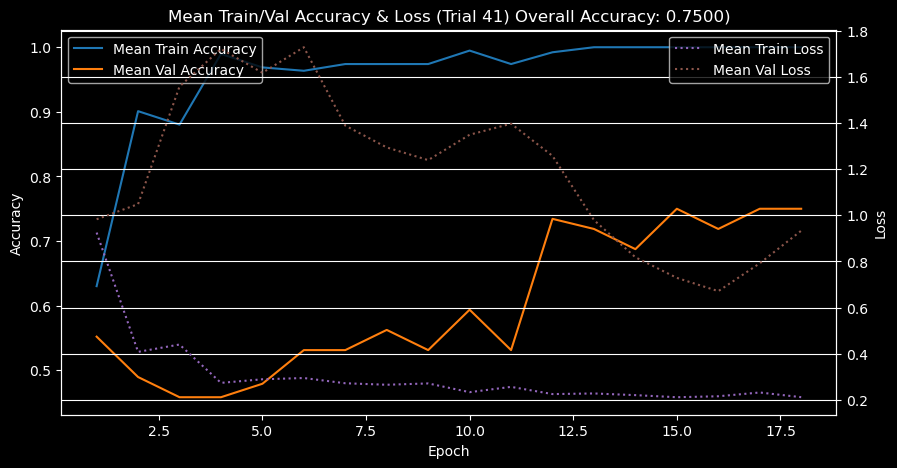 Mean Train/Val Accuracy & Loss (Trial 41) Overall Accuracy: 0.7500)
Mean Train Accuracy
Mean Val Accuracy
Mean Train Loss
Mean Val Loss
Accuracy
1.0
0.9
0.8
0.7
0.6
0.5
1.8
1.6
1.4
1.2
1.0
0.8
0.6
0.4
0.2
Loss
2.5 5.0 7.5 10.0 12.5 15.0 17.5
Epoch